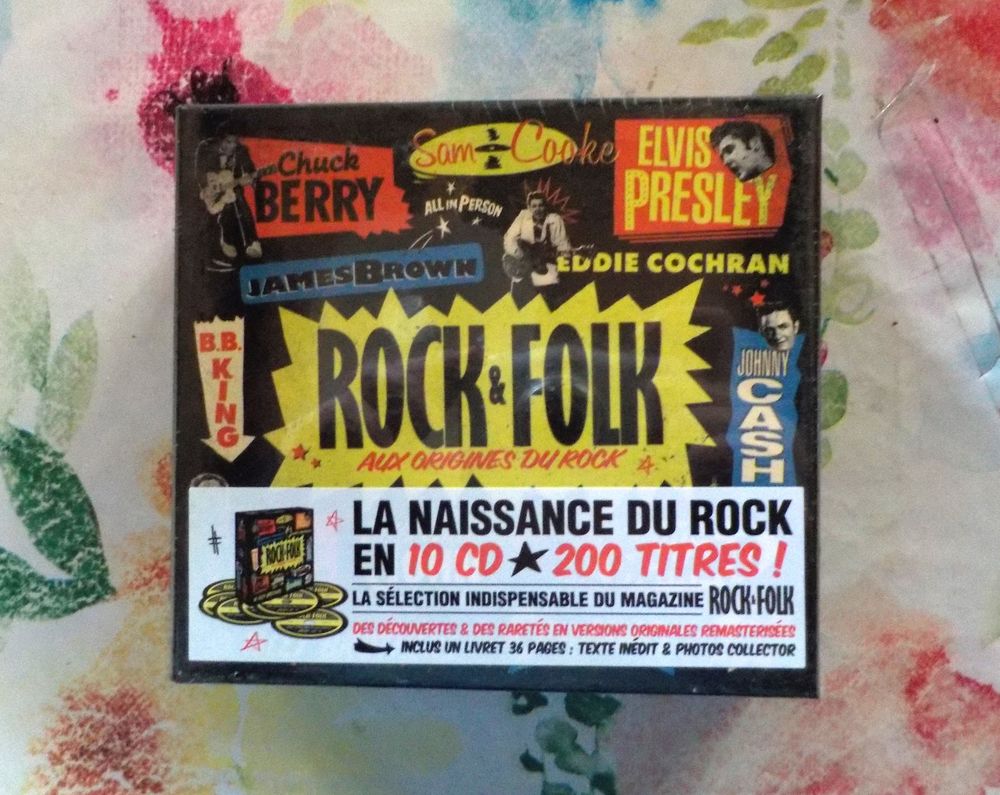 Chuck
BERRY
Sam Cooke
ELVIS
PRESLEY
ALL IN PERSON
JAMES BROWN
EDDIE COCHRAN
B.B.
KING
ROCK & FOLK
AUX ORIGINES DU ROCK
JOHNNY
CASH
LA NAISSANCE DU ROCK
EN 10 CD ★ 200 TITRES !
LA SÉLECTION INDISPENSABLE DU MAGAZINE ROCK & FOLK
DES DÉCOUVERTES & DES RARETÉS EN VERSIONS ORIGINALES REMASTERISÉES
INCLUS UN LIVRET 36 PAGES : TEXTE INÉDIT & PHOTOS COLLECTOR
ROCK & FOLK